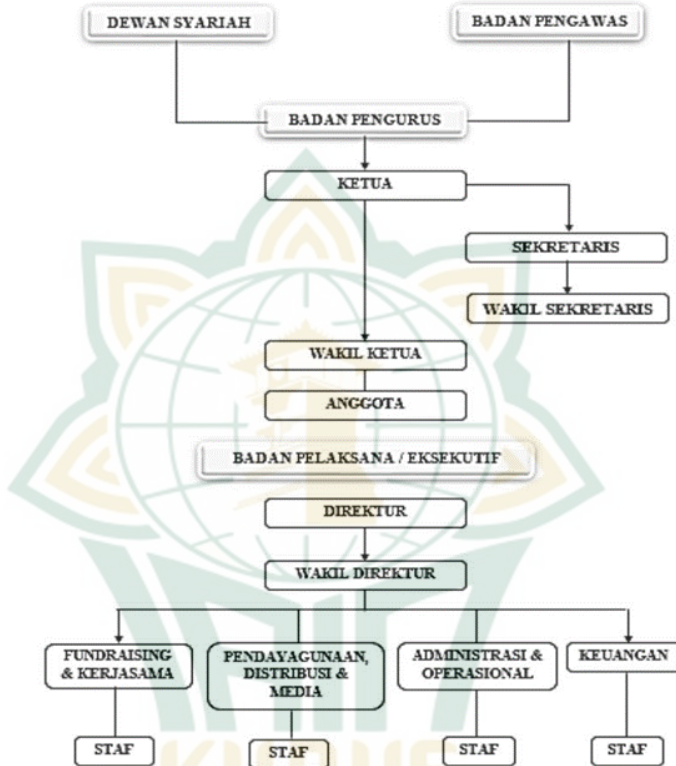 DEWAN SYARIAH
BADAN PENGAWAS
BADAN PENGURUS
KETUA
SEKRETARIS
WAKIL SEKRETARIS
WAKIL KETUA
ANGGOTA
BADAN PELAKSANA / EKSEKUTIF
DIREKTUR
WAKIL DIREKTUR
FUNDRAISING
& KERJASAMA
PENDAYAGUNAAN,
DISTRIBUSI &
MEDIA
ADMINISTRASI &
OPERASIONAL
KEUANGAN
STAF
STAF
STAF
STAF